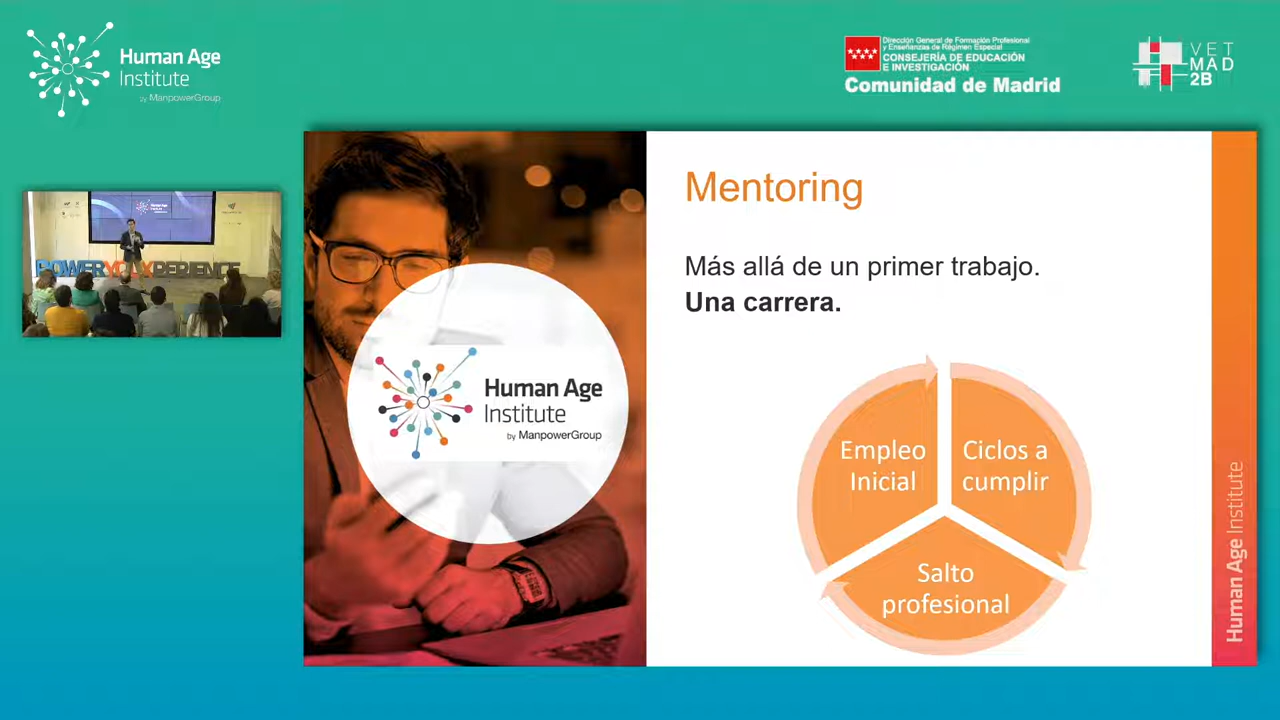 Human Age
Institute
by ManpowerGroup
Dirección General de Formación Profesional
y Enseñanzas de Régimen Especial
CONSEJERÍA DE EDUCACIÓN
E INVESTIGACIÓN
Comunidad de Madrid
VET
MAD
2B
POWERYOUXPERIENCE
Human Age
Institute
by ManpowerGroup
Mentoring
Más allá de un primer trabajo.
Una carrera.
Empleo
Inicial
Ciclos a
cumplir
Salto
profesional
Human Age Institute